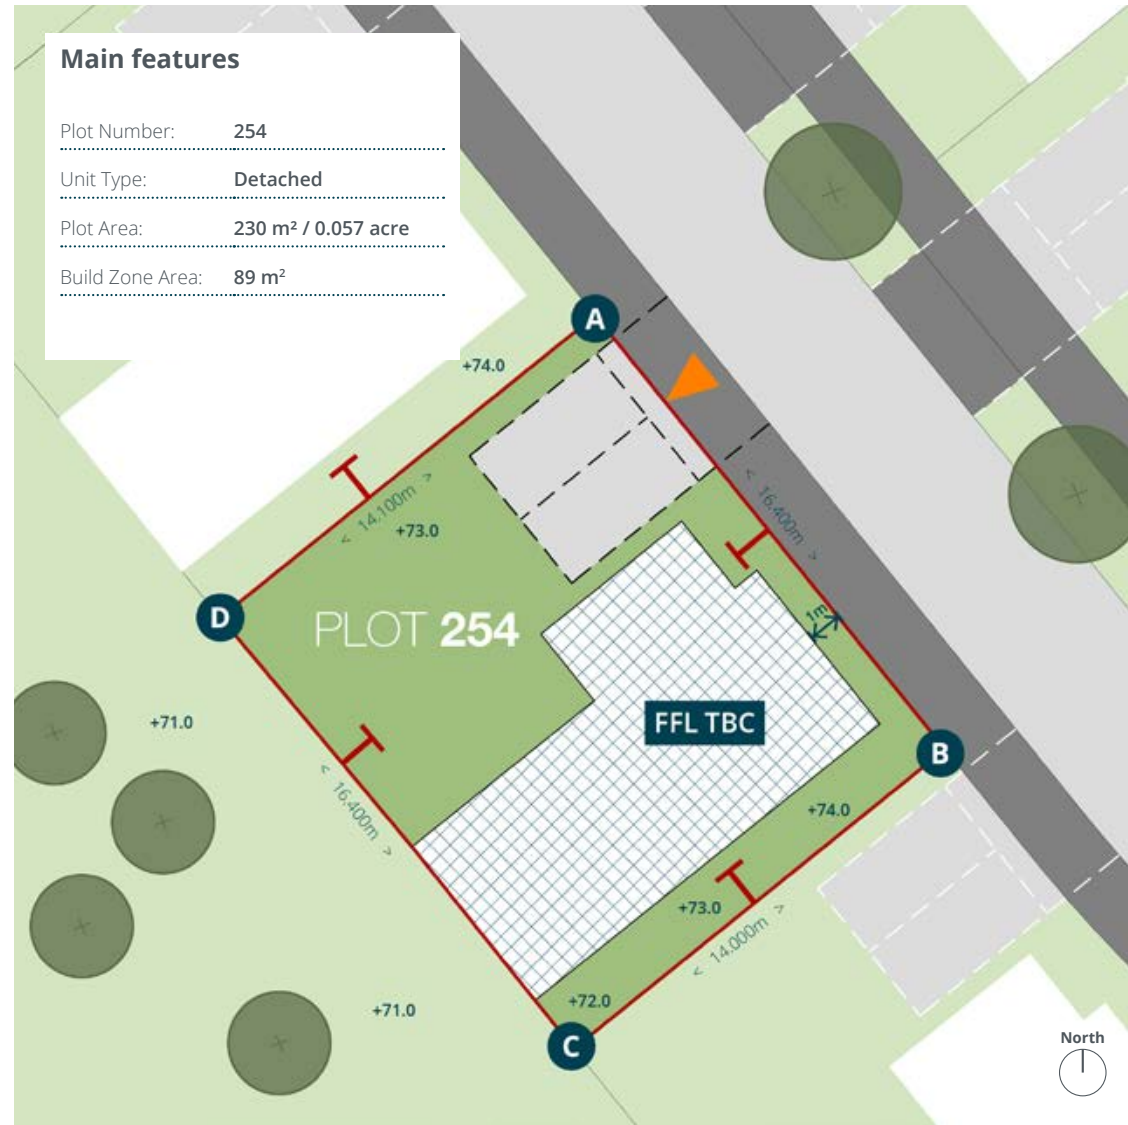 Main features
Plot Number: 254
Unit Type: Detached
Plot Area: 230 m² / 0.057 acre
Build Zone Area: 89 m²
A
+74.0
< 14.100m >
+73.0
< 16.400m >
D
PLOT 254
1m
+71.0
FFL TBC
B
< 16.400m >
+74.0
+73.0
< 14.000m >
+72.0
+71.0
C
North